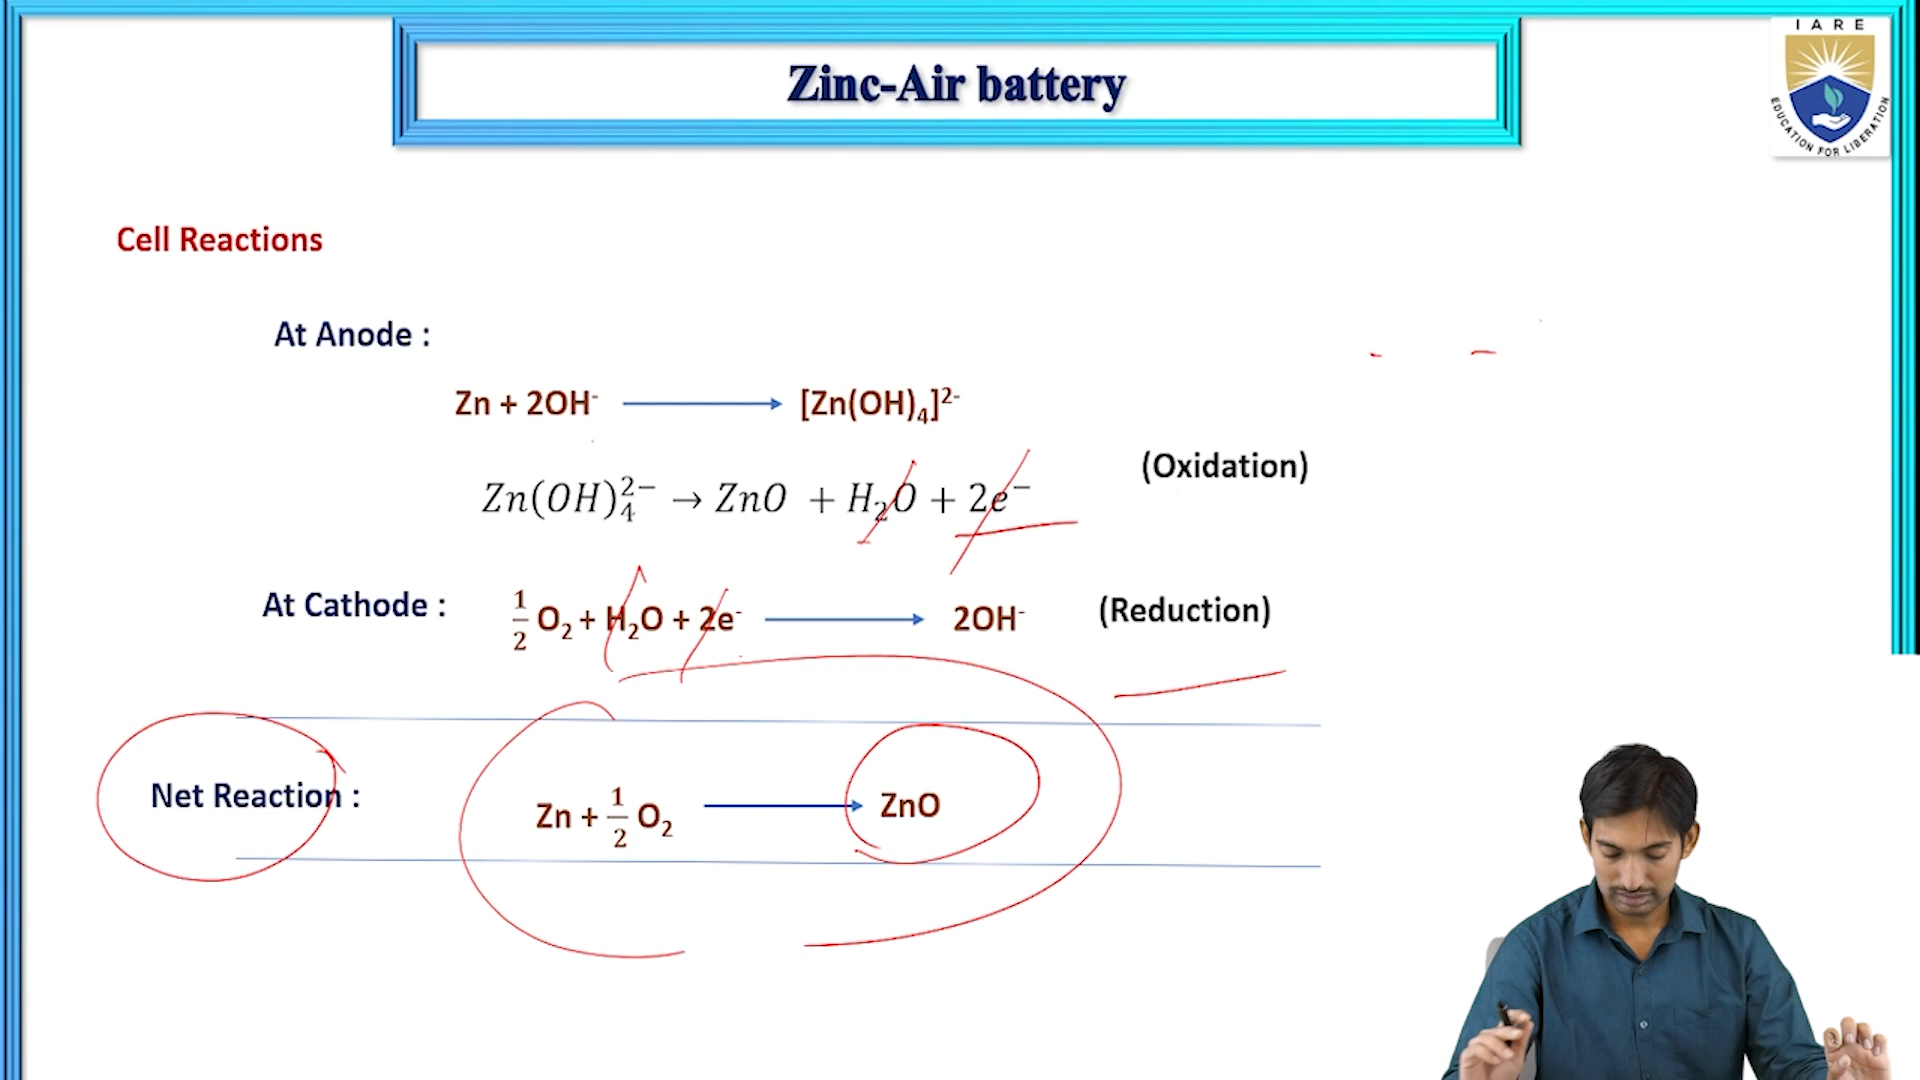 IARE
EDUCATION FOR LIBERATION
Zinc-Air battery
Cell Reactions
At Anode :
Zn + 2OH⁻ ⟶ [Zn(OH)₄]²⁻
(Oxidation)
Zn(OH)₄²⁻ → ZnO + H₂O + 2e⁻
At Cathode : 1/2 O₂ + H₂O + 2e⁻ ⟶ 2OH⁻ (Reduction)
Net Reaction : Zn + 1/2 O₂ ⟶ ZnO